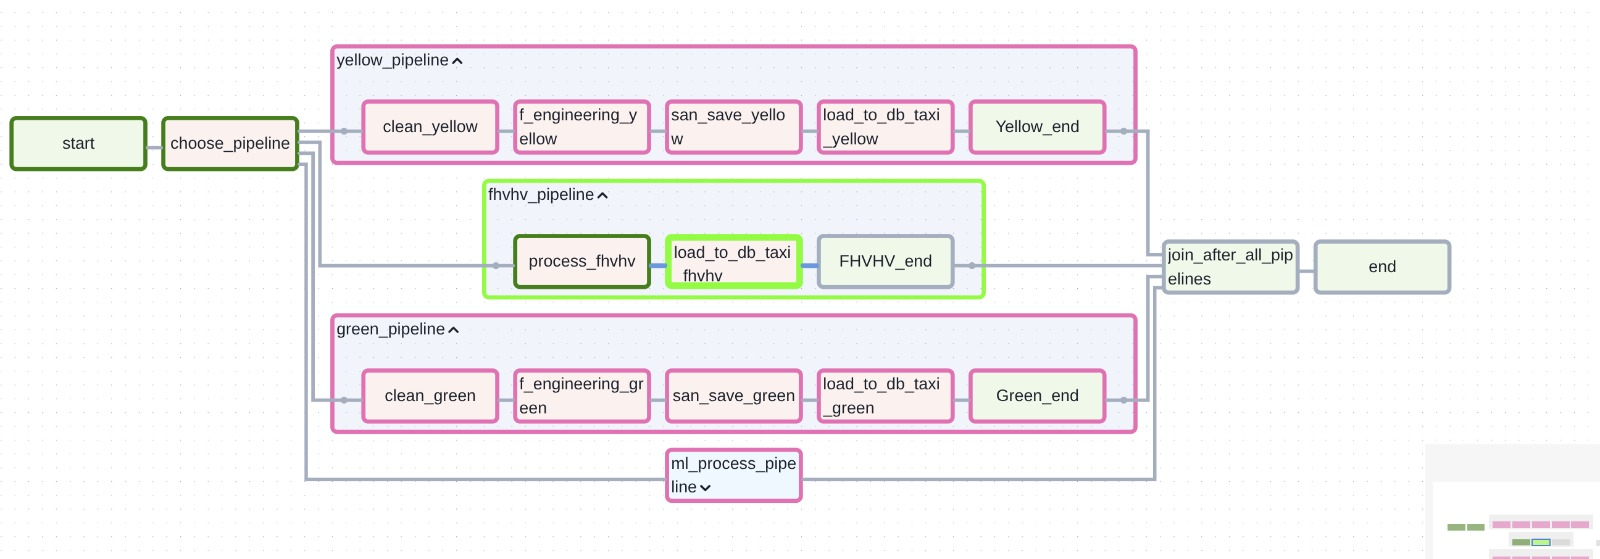 yellow_pipeline
clean_yellow
f_engineering_y
ellow
san_save_yello
w
load_to_db_taxi
_yellow
Yellow_end
start
choose_pipeline
fhvhv_pipeline
process_fhvhv
load_to_db_taxi
_fhvhv
FHVHV_end
join_after_all_pip
elines
end
green_pipeline
clean_green
f_engineering_gr
een
san_save_green
load_to_db_taxi
_green
Green_end
ml_process_pipe
line